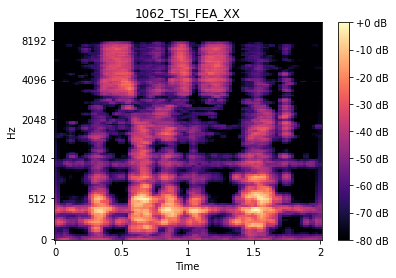 1062_TSI_FEA_XX
8192
4096
2048
1024
512
0
Hz
0
0.5
1
1.5
2
Time
+0 dB
-10 dB
-20 dB
-30 dB
-40 dB
-50 dB
-60 dB
-70 dB
-80 dB